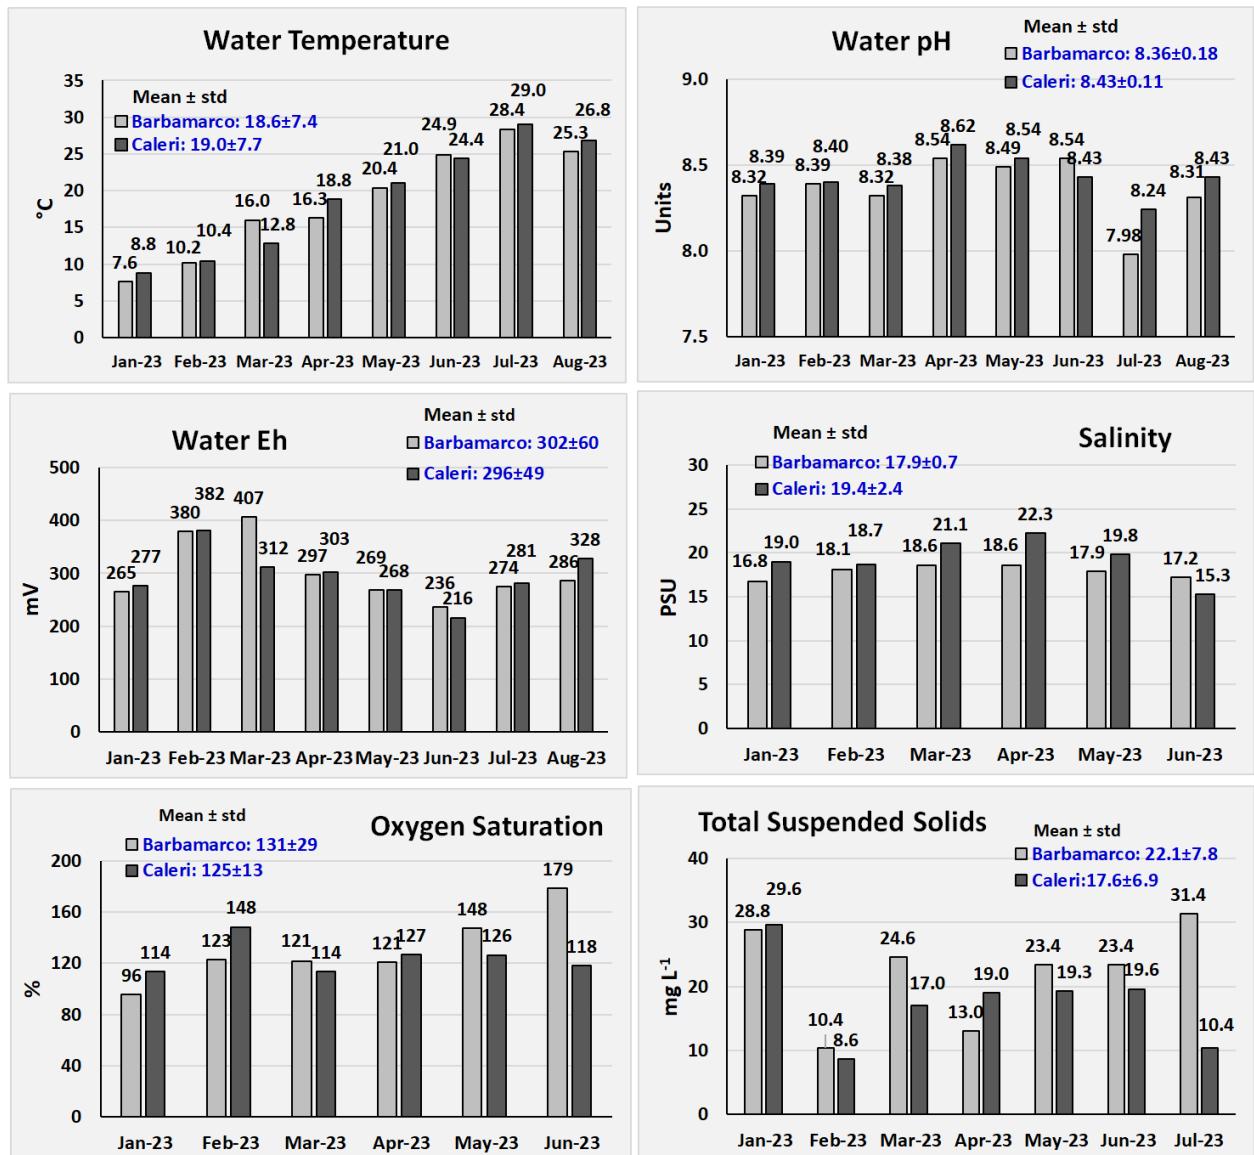 Water Temperature
Mean ± std
Barbamarco: 18.6±7.4
Caleri: 19.0±7.7
°C
35
30
25
20
15
10
5
0
7.6 8.8 10.2 10.4 16.0 12.8 16.3 18.8 20.4 21.0 24.9 24.4 28.4 29.0 25.3 26.8
Jan-23 Feb-23 Mar-23 Apr-23 May-23 Jun-23 Jul-23 Aug-23
Water pH
Mean ± std
Barbamarco: 8.36±0.18
Caleri: 8.43±0.11
Units
9.0
8.5
8.0
7.5
8.32 8.39 8.39 8.40 8.32 8.38 8.54 8.62 8.49 8.54 8.54 8.43 7.98 8.24 8.31 8.43
Jan-23 Feb-23 Mar-23 Apr-23 May-23 Jun-23 Jul-23 Aug-23
Water Eh
Mean ± std
Barbamarco: 302±60
Caleri: 296±49
mV
500
400
300
200
100
0
265 277 380 382 407 312 297 303 269 268 236 216 274 281 286 328
Jan-23 Feb-23 Mar-23 Apr-23 May-23 Jun-23 Jul-23 Aug-23
Salinity
Mean ± std
Barbamarco: 17.9±0.7
Caleri: 19.4±2.4
PSU
30
25
20
15
10
5
0
16.8 19.0 18.1 18.7 18.6 21.1 18.6 22.3 17.9 19.8 17.2 15.3
Jan-23 Feb-23 Mar-23 Apr-23 May-23 Jun-23
Oxygen Saturation
Mean ± std
Barbamarco: 131±29
Caleri: 125±13
%
200
160
120
80
40
0
96 114 123 148 121 114 121 127 148 126 179 118
Jan-23 Feb-23 Mar-23 Apr-23 May-23 Jun-23
Total Suspended Solids
Mean ± std
Barbamarco: 22.1±7.8
Caleri:17.6±6.9
mg L-1
40
30
20
10
0
28.8 29.6 10.4 8.6 24.6 17.0 13.0 19.0 23.4 19.3 23.4 19.6 31.4 10.4
Jan-23 Feb-23 Mar-23 Apr-23 May-23 Jun-23 Jul-23